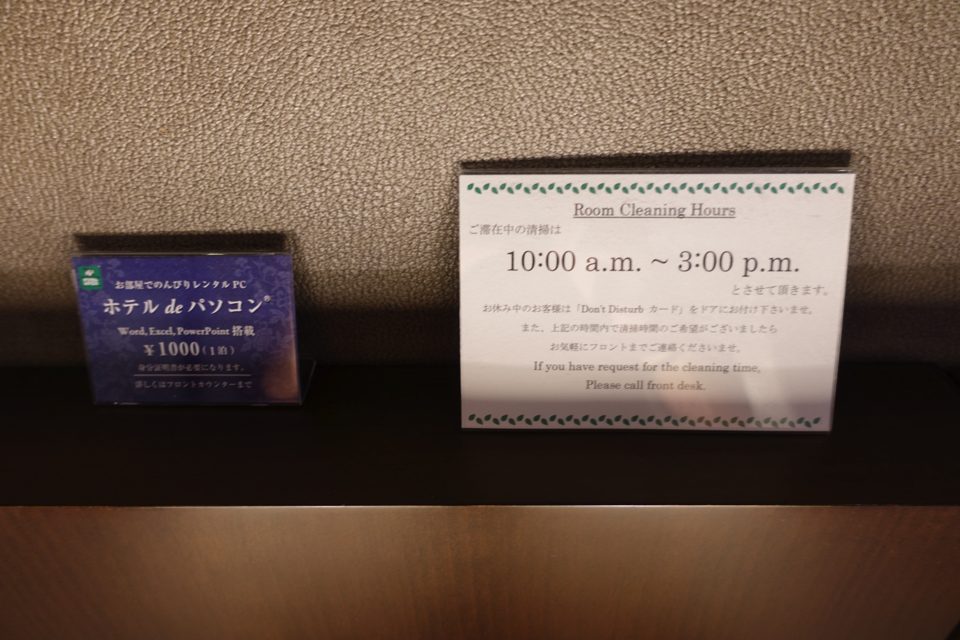 お部屋でのんびりレンタルPC
ホテル de パソコン®
Word, Excel, PowerPoint 搭載
¥1000(1泊)
身分証明書が必要になります。
詳しくはフロントカウンターまで
Room Cleaning Hours
ご滞在中の清掃は
10:00 a.m. ~ 3:00 p.m.
とさせて頂きます。
お休み中のお客様は「Don't Disturb カード」をドアにお付け下さいませ。
また、上記の時間内で清掃時間のご希望がございましたら
お気軽にフロントまでご連絡くださいませ。
If you have request for the cleaning time,
Please call front desk.